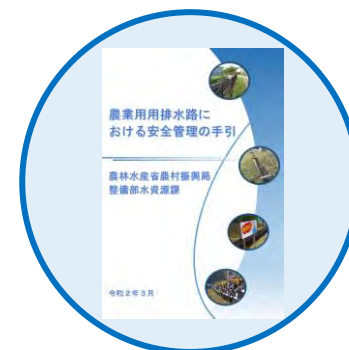 農業用用排水路に
おける安全管理の手引
農林水産省農村振興局
整備部水資源課
令和２年３月